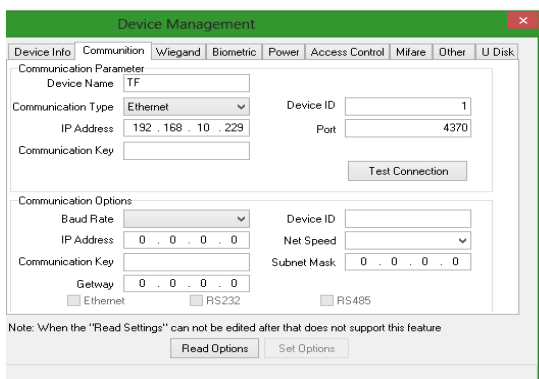 Device Management
Device Info Communition Wiegand Biometric Power Access Control Mifare Other U Disk
Communication Parameter
Device Name TF
Communication Type Ethernet Device ID 1
IP Address 192 . 168 . 10 . 229 Port 4370
Communication Key
Test Connection
Communication Options
Baud Rate Device ID
IP Address 0 . 0 . 0 . 0 Net Speed
Communication Key Subnet Mask 0 . 0 . 0 . 0
Getway 0 . 0 . 0 . 0
Ethernet RS232 RS485
Note: When the "Read Settings" can not be edited after that does not support this feature
Read Options Set Options